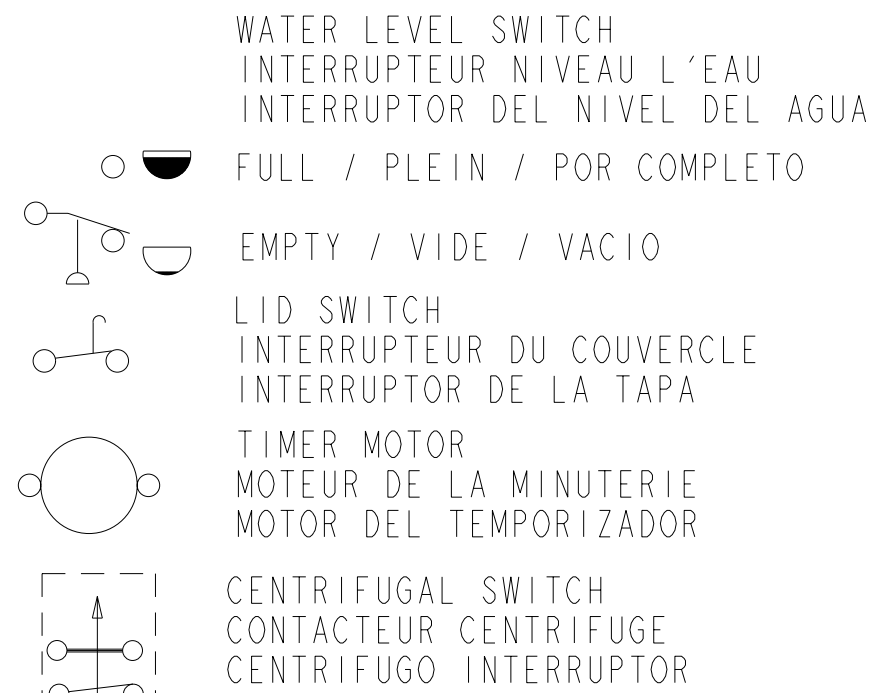 WATER LEVEL SWITCH
INTERRUPTEUR NIVEAU L'EAU
INTERRUPTOR DEL NIVEL DEL AGUA
FULL / PLEIN / POR COMPLETO
EMPTY / VIDE / VACIO
LID SWITCH
INTERRUPTEUR DU COUVERCLE
INTERRUPTOR DE LA TAPA
TIMER MOTOR
MOTEUR DE LA MINUTERIE
MOTOR DEL TEMPORIZADOR
CENTRIFUGAL SWITCH
CONTACTEUR CENTRIFUGE
CENTRIFUGO INTERRUPTOR